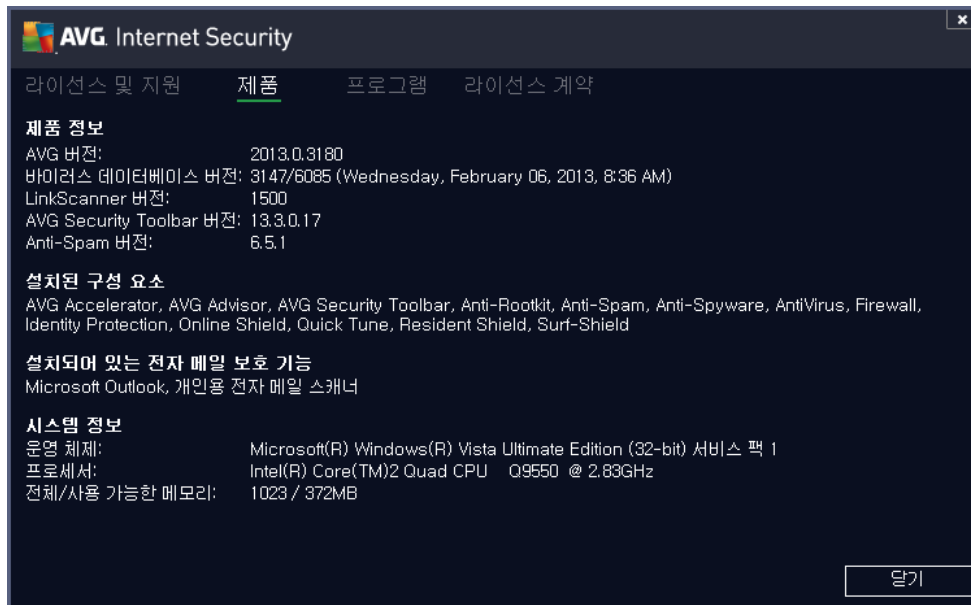 AVG. Internet Security
라이선스 및 지원 제품 프로그램 라이선스 계약
제품 정보
AVG 버전: 2013.0.3180
바이러스 데이터베이스 버전: 3147/6085 (Wednesday, February 06, 2013, 8:36 AM)
LinkScanner 버전: 1500
AVG Security Toolbar 버전: 13.3.0.17
Anti-Spam 버전: 6.5.1
설치된 구성 요소
AVG Accelerator, AVG Advisor, AVG Security Toolbar, Anti-Rootkit, Anti-Spam, Anti-Spyware, AntiVirus, Firewall,
Identity Protection, Online Shield, Quick Tune, Resident Shield, Surf-Shield
설치되어 있는 전자 메일 보호 기능
Microsoft Outlook, 개인용 전자 메일 스캐너
시스템 정보
운영 체제: Microsoft(R) Windows(R) Vista Ultimate Edition (32-bit) 서비스 팩 1
프로세서: Intel(R) Core(TM)2 Quad CPU Q9550 @ 2.83GHz
전체/사용 가능한 메모리: 1023 / 372MB
닫기